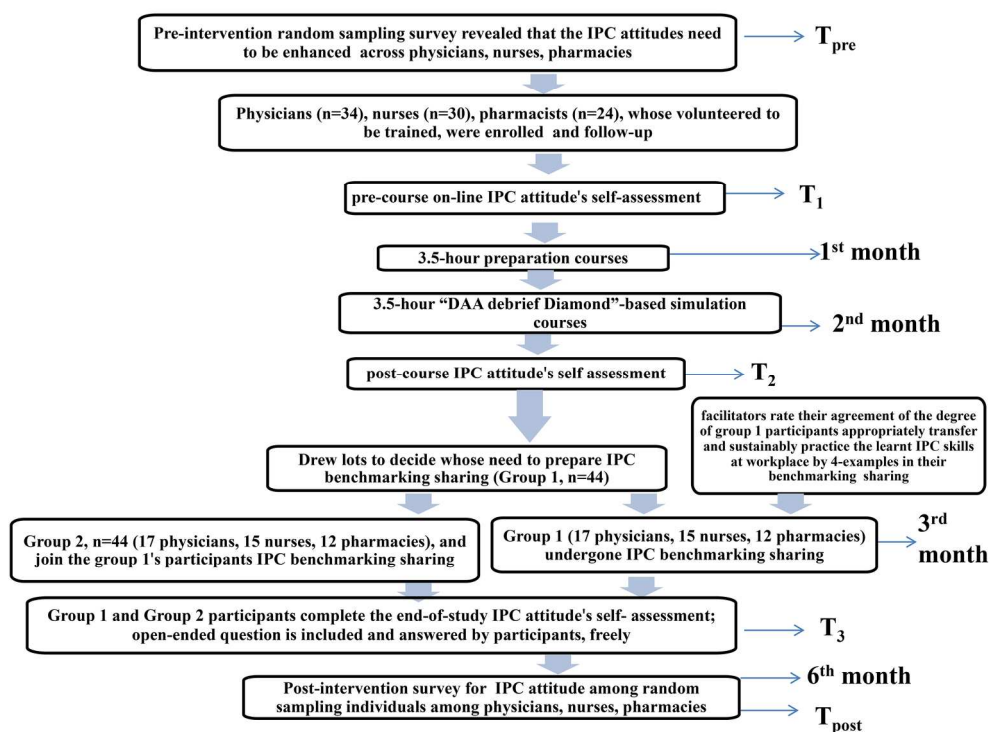 Pre-intervention random sampling survey revealed that the IPC attitudes need
to be enhanced across physicians, nurses, pharmacies
Tpre
Physicians (n=34), nurses (n=30), pharmacists (n=24), whose volunteered to
be trained, were enrolled and follow-up
pre-course on-line IPC attitude's self-assessment
T1
3.5-hour preparation courses
1st month
3.5-hour “DAA debrief Diamond”-based simulation
courses
2nd month
post-course IPC attitude's self assessment
T2
facilitators rate their agreement of the degree
of group 1 participants appropriately transfer
and sustainably practice the learnt IPC skills
at workplace by 4-examples in their
benchmarking sharing
Drew lots to decide whose need to prepare IPC
benchmarking sharing (Group 1, n=44)
Group 2, n=44 (17 physicians, 15 nurses, 12 pharmacies), and
join the group 1's participants IPC benchmarking sharing
Group 1 (17 physicians, 15 nurses, 12 pharmacies)
undergone IPC benchmarking sharing
3rd
month
Group 1 and Group 2 participants complete the end-of-study IPC attitude's self- assessment;
open-ended question is included and answered by participants, freely
T3
Post-intervention survey for IPC attitude among random
sampling individuals among physicians, nurses, pharmacies
6th month
Tpost